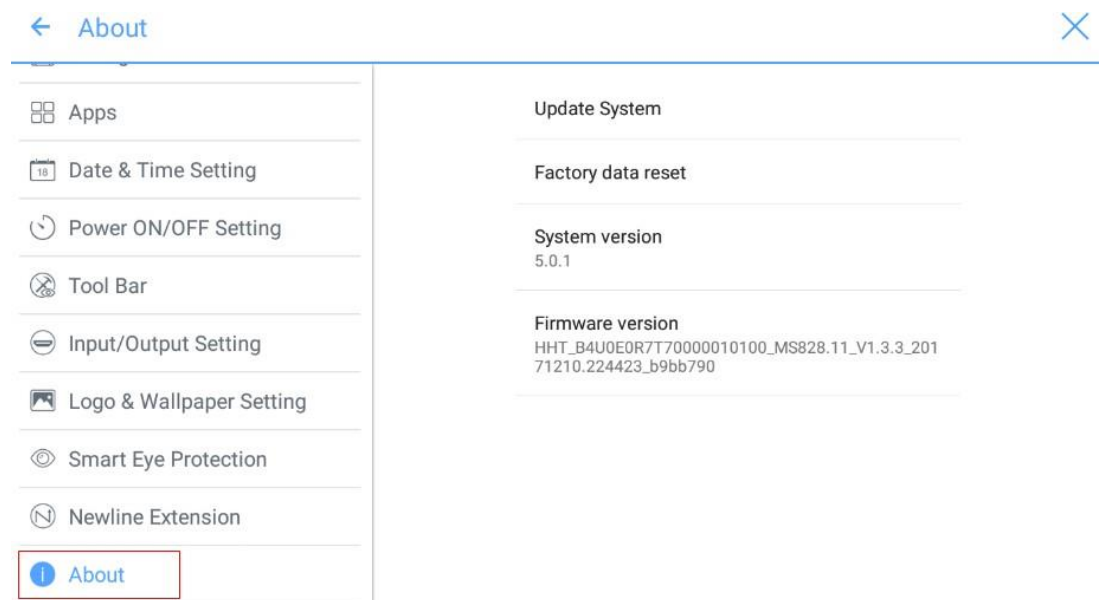 About
Apps
18
Date & Time Setting
Power ON/OFF Setting
Tool Bar
Input/Output Setting
Logo & Wallpaper Setting
Smart Eye Protection
Newline Extension
About
Update System
Factory data reset
System version
5.0.1
Firmware version
HHT_B4U0E0R7T70000010100_MS828.11_V1.3.3_201
71210.224423_b9bb790